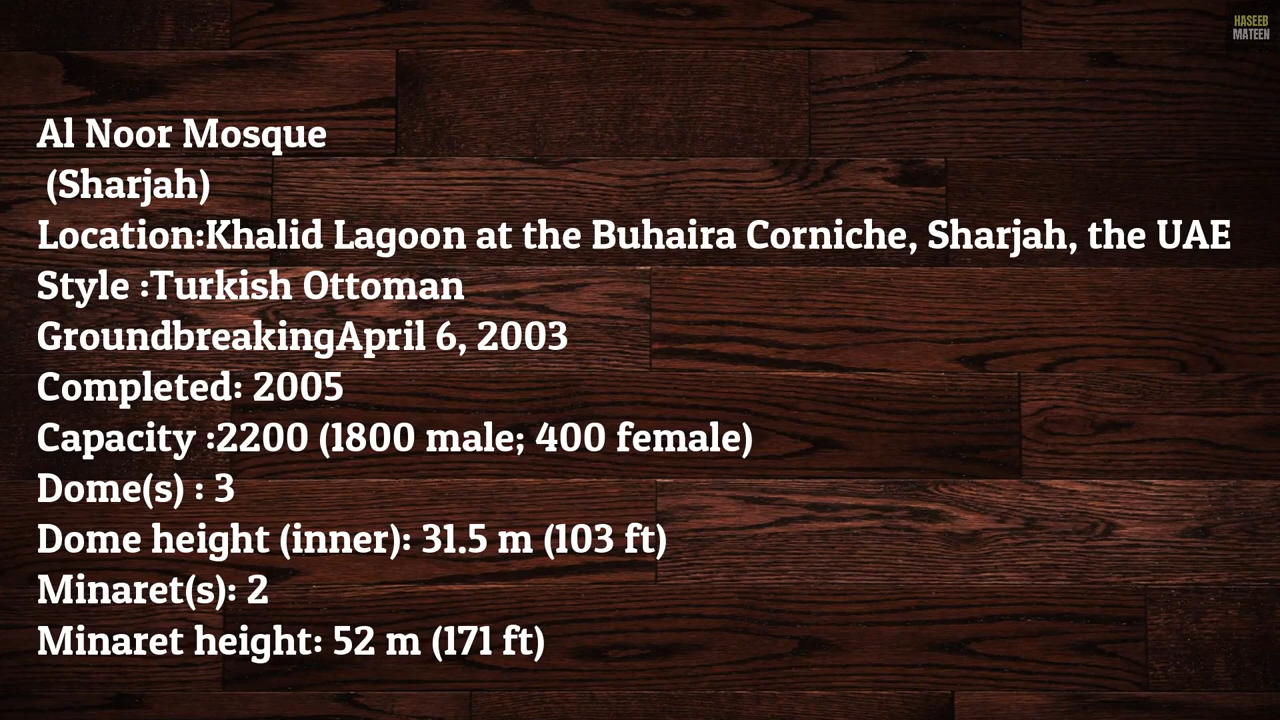 HASEEB
MATEEN
Al Noor Mosque
(Sharjah)
Location:Khalid Lagoon at the Buhaira Corniche, Sharjah, the UAE
Style :Turkish Ottoman
GroundbreakingApril 6, 2003
Completed: 2005
Capacity :2200 (1800 male; 400 female)
Dome(s) : 3
Dome height (inner): 31.5 m (103 ft)
Minaret(s): 2
Minaret height: 52 m (171 ft)